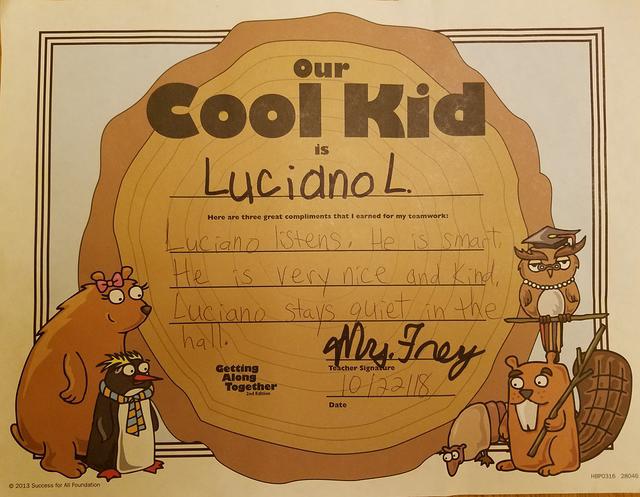 Our
Cool Kid
is
Luciano L.
Here are three great compliments that I earned for my teamwork:
Luciano listens. He is smart.
He is very nice and kind.
Luciano stays quiet in the
hall.
Mrs. Frey
Getting
Along
Together
2nd Edition
Teacher Signature
10/22/18
Date
© 2013 Success for All Foundation
HBP0316 28046